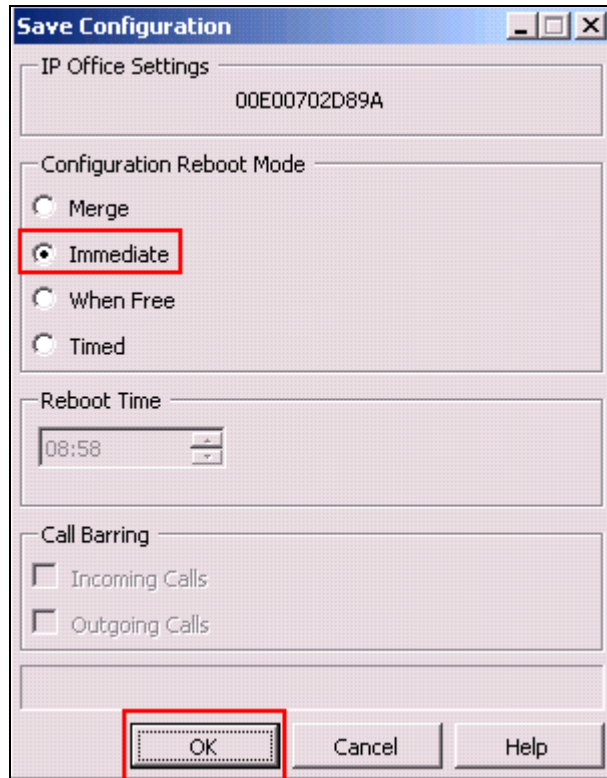 Save Configuration
IP Office Settings
00E00702D89A
Configuration Reboot Mode
Merge
Immediate
When Free
Timed
Reboot Time
08:58
Call Barring
Incoming Calls
Outgoing Calls
OK Cancel Help